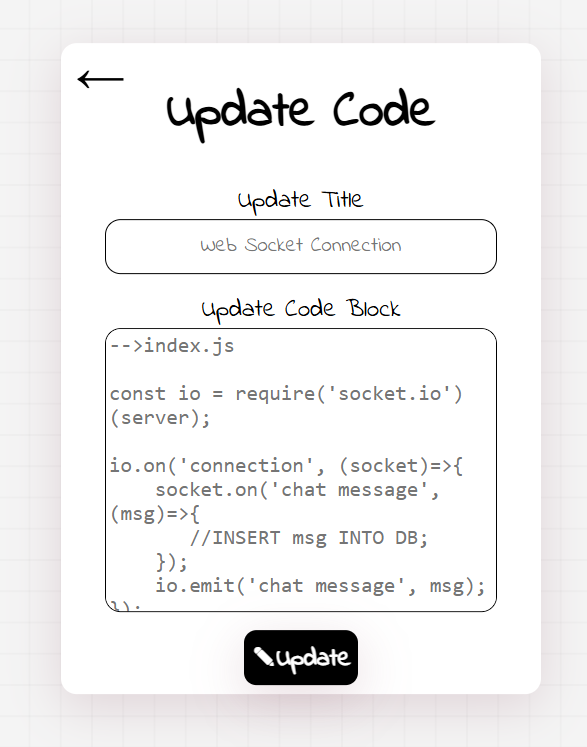 Update Code
Update Title
Web Socket Connection
Update Code Block
-->index.js
const io = require('socket.io')
(server);
io.on('connection', (socket)=>{
    socket.on('chat message',
(msg)=>{
       //INSERT msg INTO DB;
    });
    io.emit('chat message', msg);
});
Update